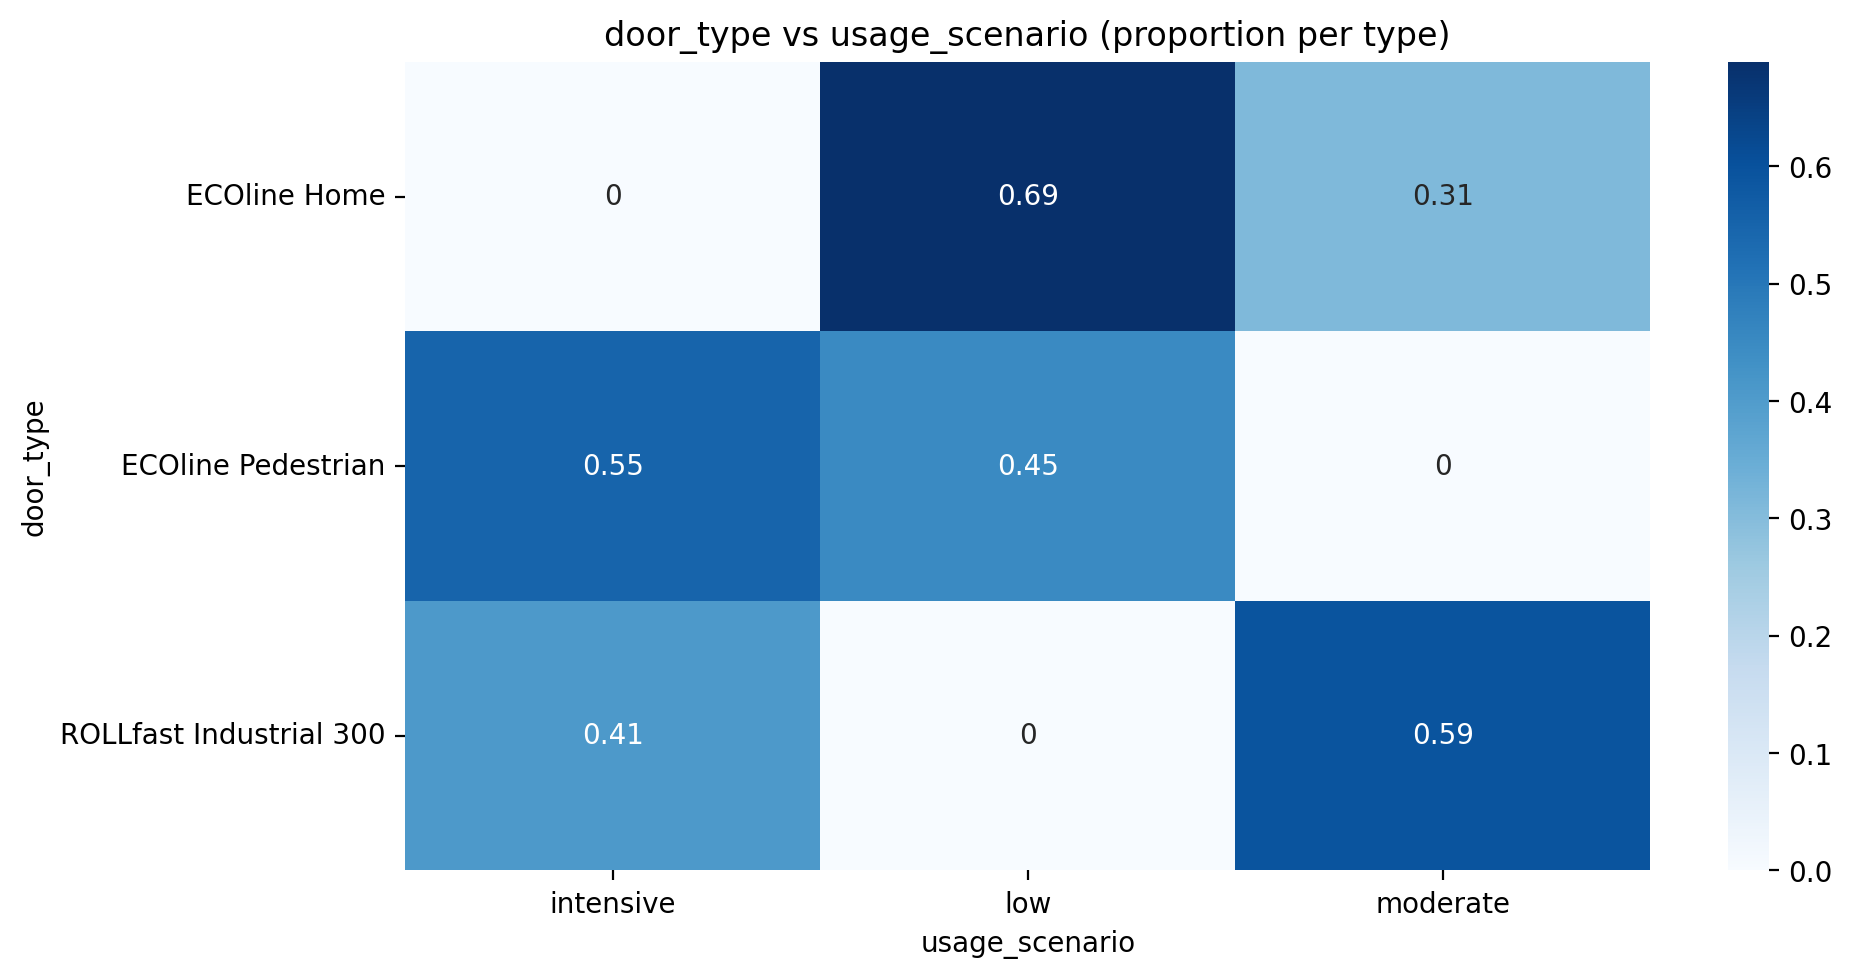 door_type vs usage_scenario (proportion per type)
door_type
ECOline Home
0
0.69
0.31
ECOline Pedestrian
0.55
0.45
0
ROLLfast Industrial 300
0.41
0
0.59
intensive
low
moderate
usage_scenario
0.6
0.5
0.4
0.3
0.2
0.1
0.0